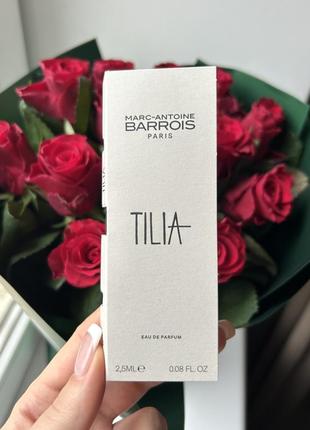 MARC-ANTOINE
BARROIS
PARIS
TILIA
EAU DE PARFUM
2,5ML℮ 0.08 FL. OZ